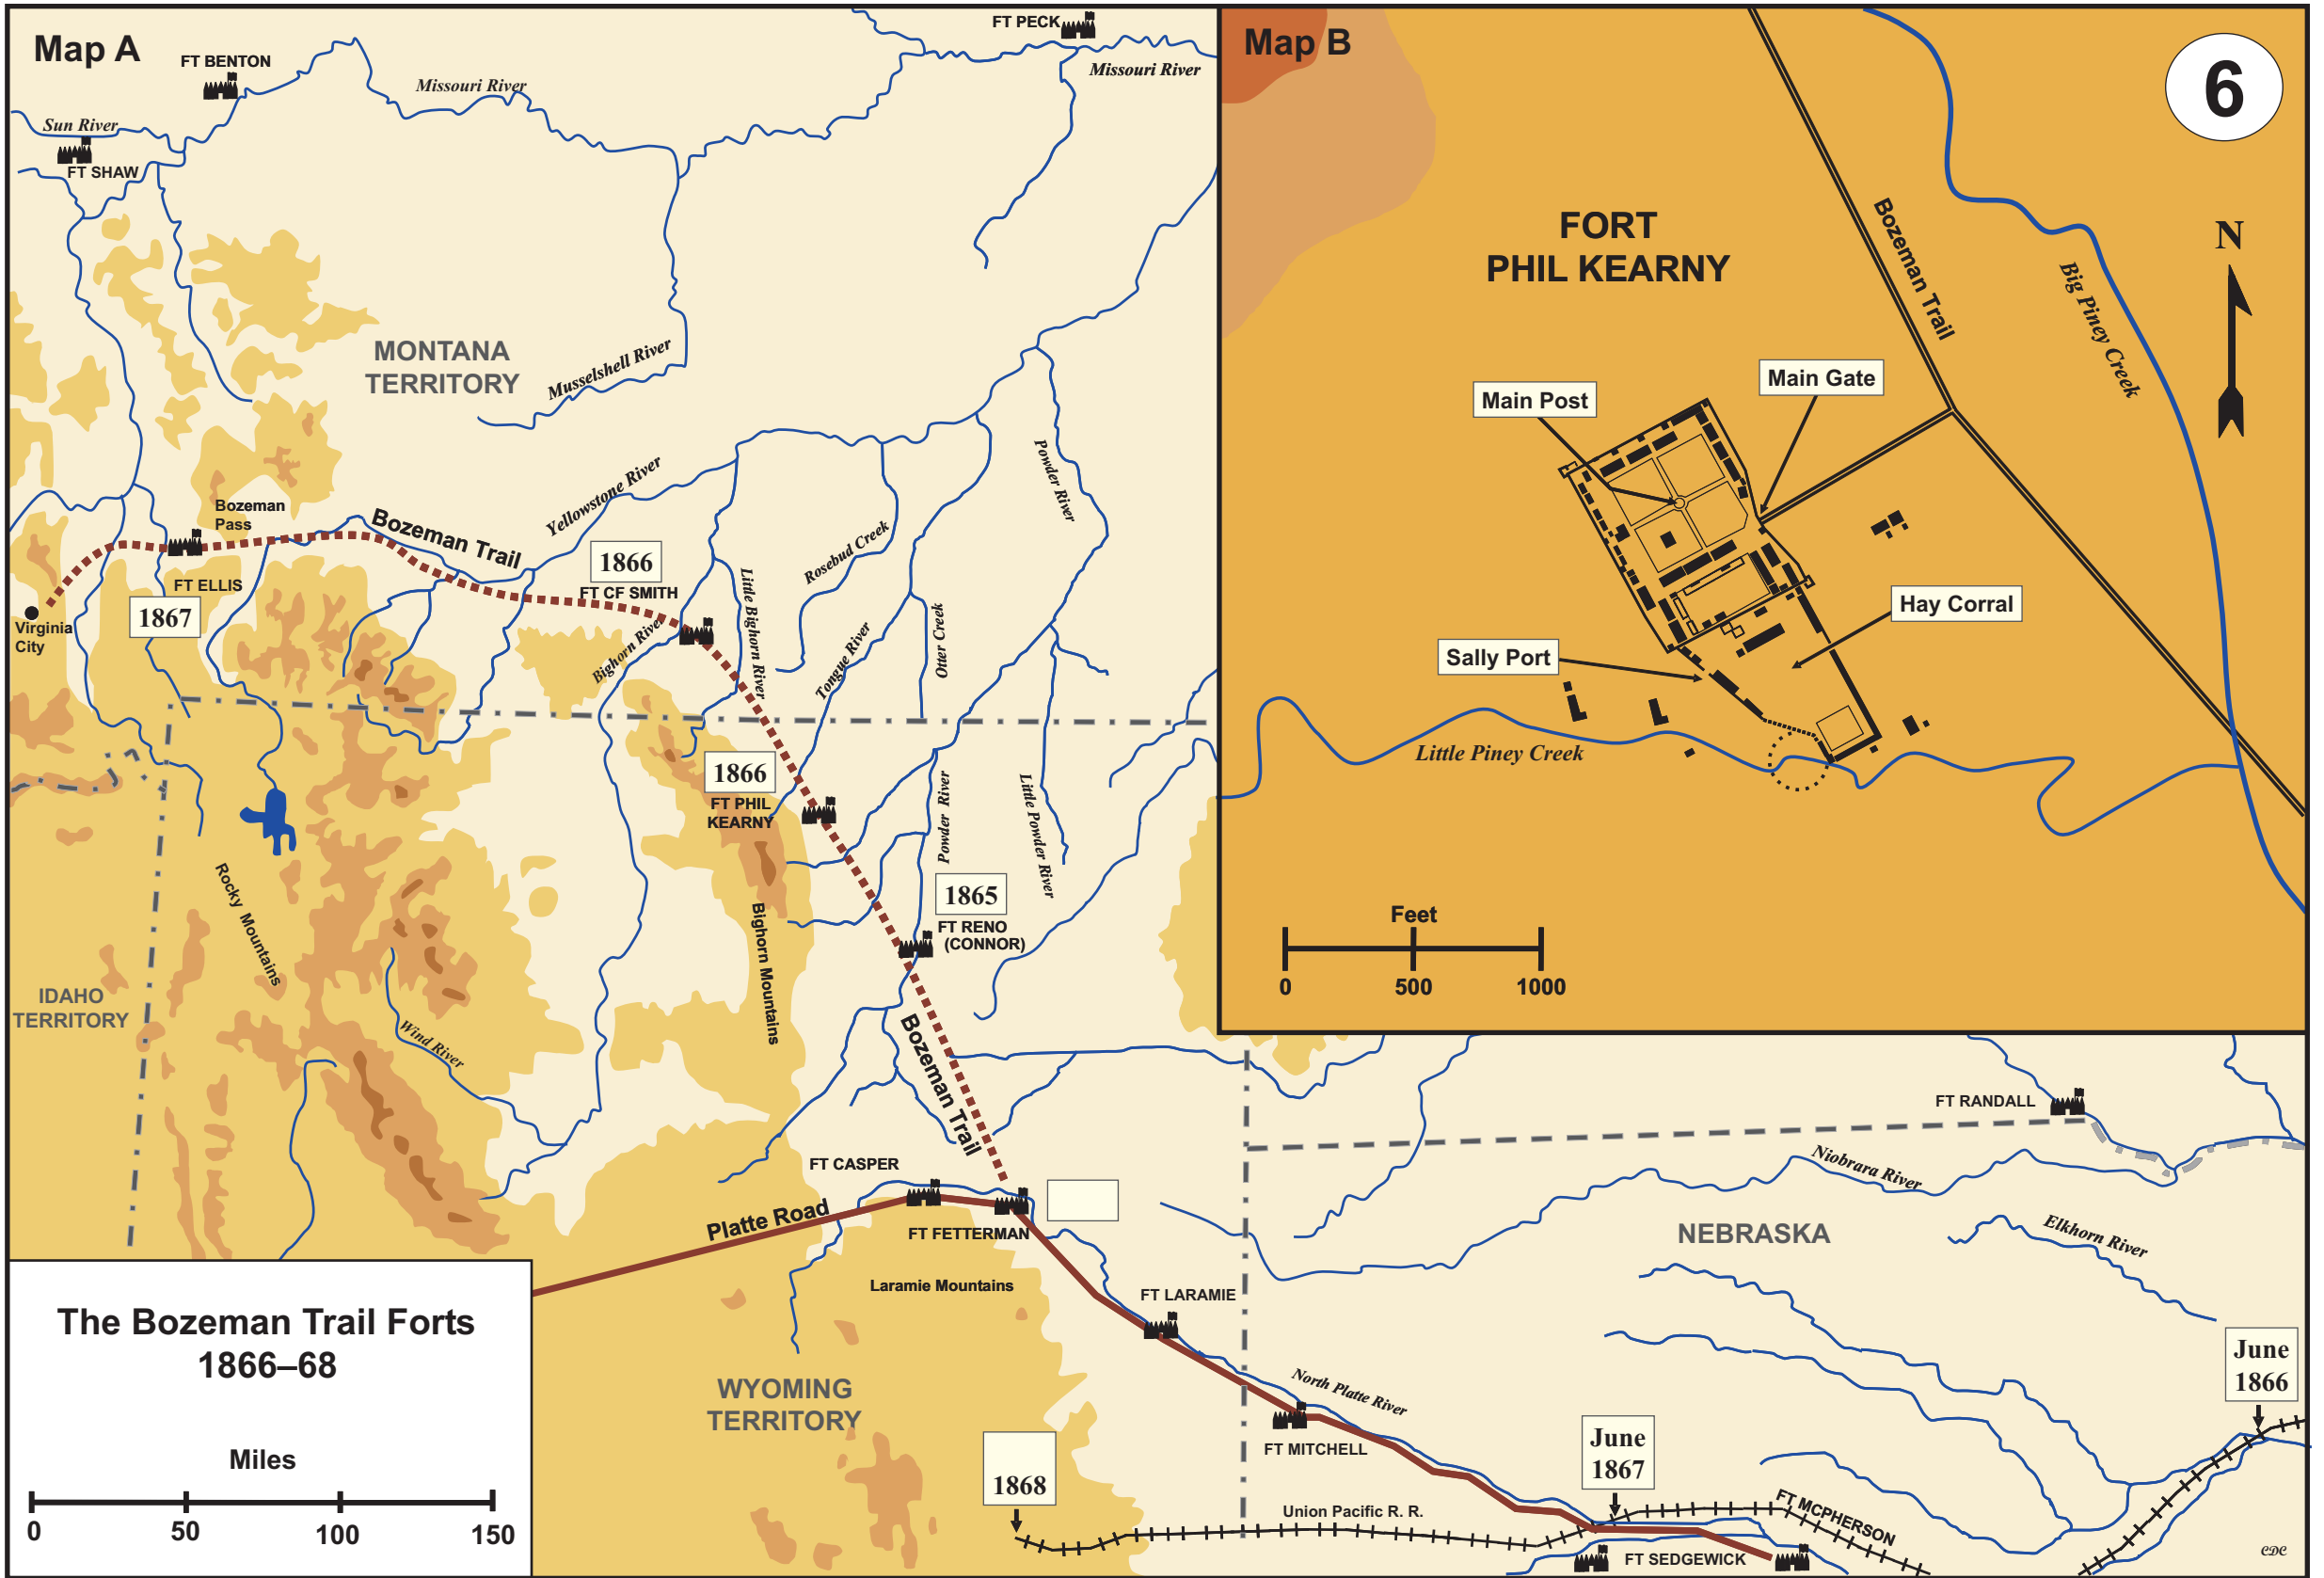 Map A
FT BENTON
FT PECK
Missouri River
Missouri River
Sun River
FT SHAW
MONTANA
TERRITORY
Musselshell River
Yellowstone River
Bozeman
Pass
Bozeman Trail
Powder River
Rosebud Creek
1866
FT CF SMITH
FT ELLIS
1867
Virginia
City
Bighorn River
Little Bighorn River
Tongue River
Otter Creek
1866
FT PHIL
KEARNY
Powder River
Little Powder River
1865
FT RENO
(CONNOR)
Rocky Mountains
Bighorn Mountains
IDAHO
TERRITORY
Wind River
Bozeman Trail
FT CASPER
Platte Road
FT FETTERMAN
Laramie Mountains
FT LARAMIE
WYOMING
TERRITORY
1868
North Platte River
FT MITCHELL
Union Pacific R. R.
June
1867
FT SEDGEWICK
FT MCPHERSON
June
1866
NEBRASKA
FT RANDALL
Niobrara River
Elkhorn River
CDC
The Bozeman Trail Forts
1866–68
Miles
0 50 100 150
Map B
6
FORT
PHIL KEARNY
Bozeman Trail
Big Piney Creek
N
Main Post
Main Gate
Hay Corral
Sally Port
Little Piney Creek
Feet
0 500 1000